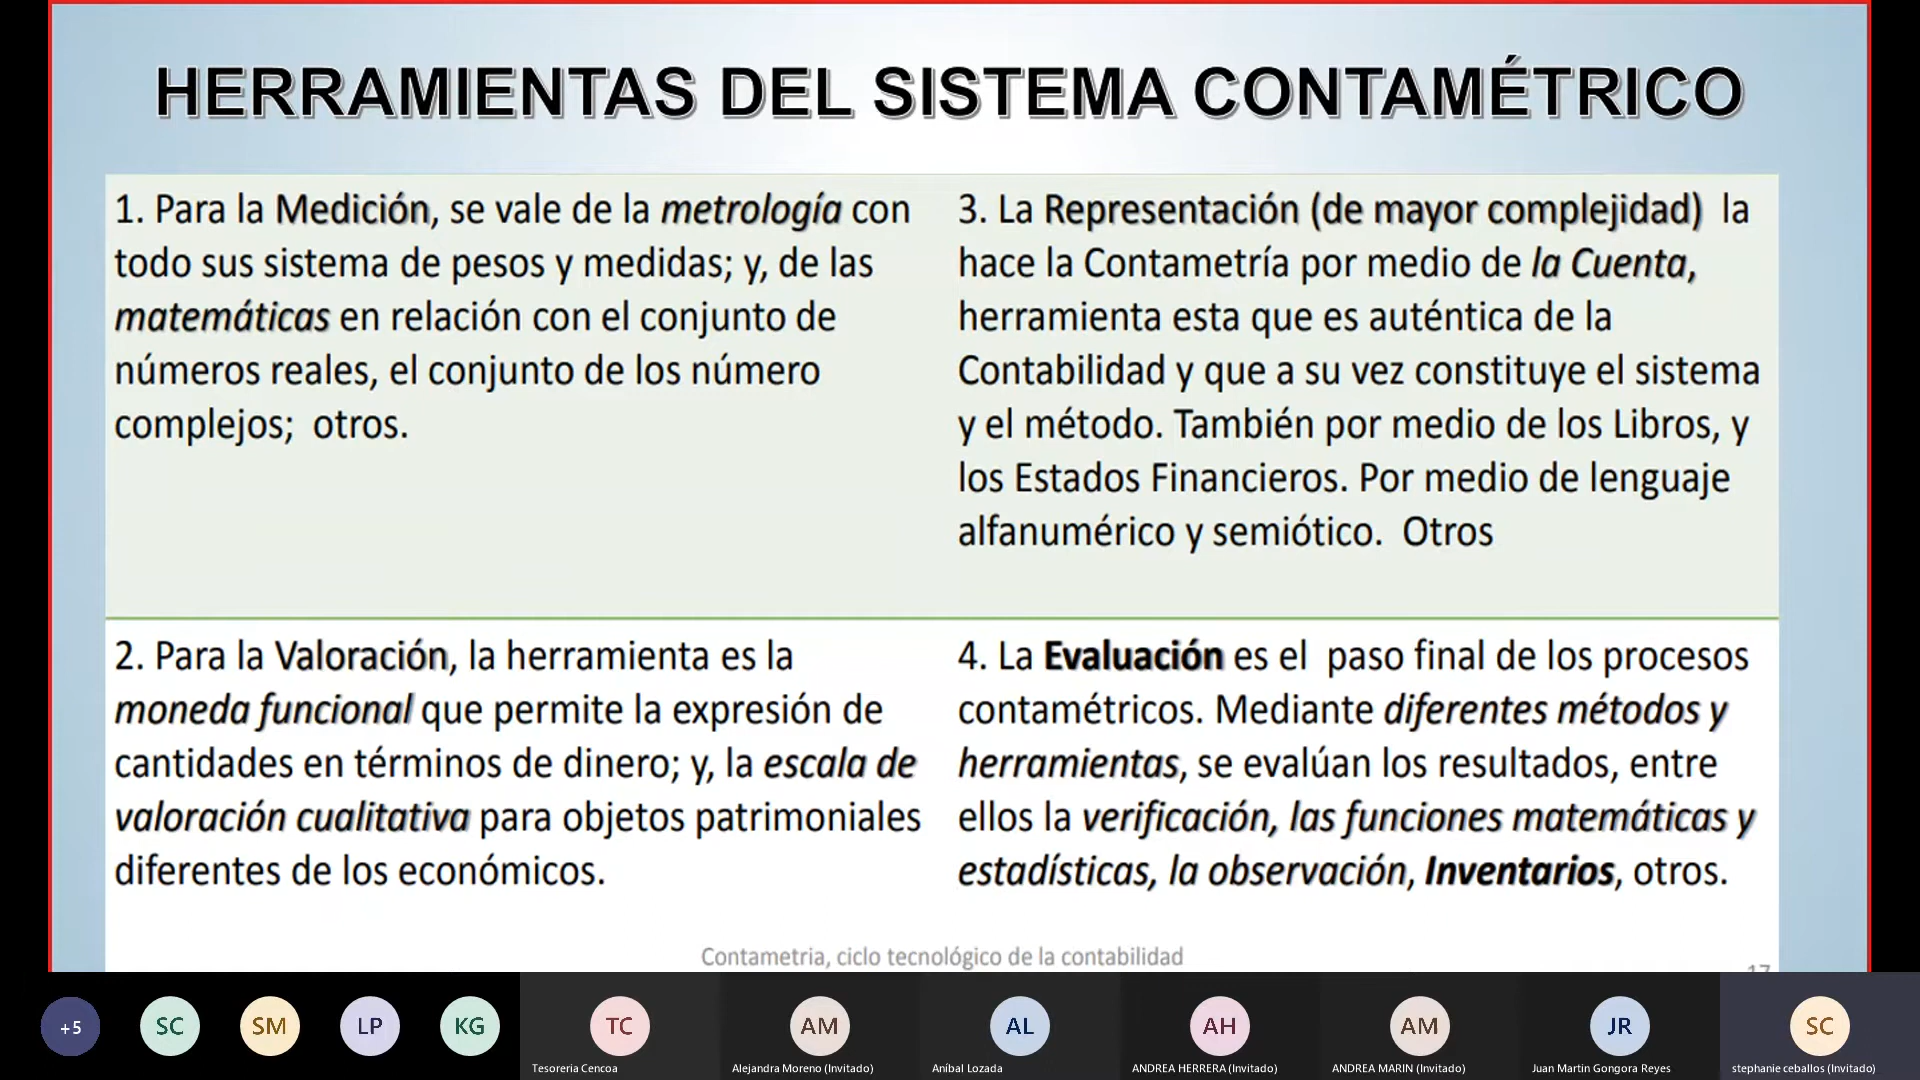 HERRAMIENTAS DEL SISTEMA CONTAMÉTRICO
1. Para la Medición, se vale de la metrología con
todo sus sistema de pesos y medidas; y, de las
matemáticas en relación con el conjunto de
números reales, el conjunto de los número
complejos; otros.
3. La Representación (de mayor complejidad) la
hace la Contametría por medio de la Cuenta,
herramienta esta que es auténtica de la
Contabilidad y que a su vez constituye el sistema
y el método. También por medio de los Libros, y
los Estados Financieros. Por medio de lenguaje
alfanumérico y semiótico. Otros
2. Para la Valoración, la herramienta es la
moneda funcional que permite la expresión de
cantidades en términos de dinero; y, la escala de
valoración cualitativa para objetos patrimoniales
diferentes de los económicos.
4. La Evaluación es el paso final de los procesos
contamétricos. Mediante diferentes métodos y
herramientas, se evalúan los resultados, entre
ellos la verificación, las funciones matemáticas y
estadísticas, la observación, Inventarios, otros.
Contametria, ciclo tecnológico de la contabilidad
17
+5
SC
SM
LP
KG
TC
AM
AL
AH
AM
JR
SC
Tesoreria Cencoa
Alejandra Moreno (Invitado)
Aníbal Lozada
ANDREA HERRERA (Invitado)
ANDREA MARIN (Invitado)
Juan Martin Gongora Reyes
stephanie ceballos (Invitado)